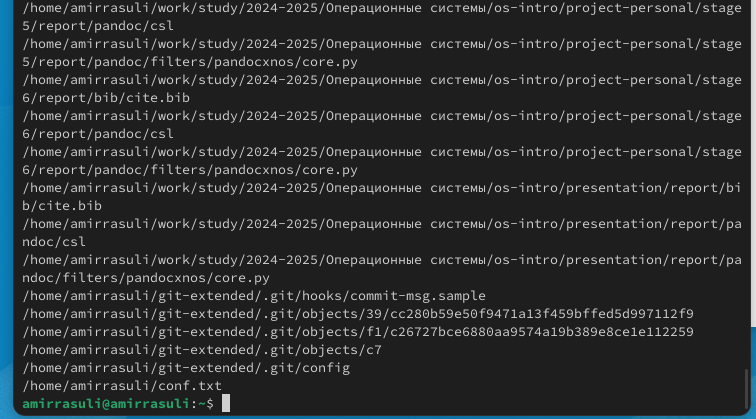 /home/amirrasuli/work/study/2024-2025/Операционные системы/os-intro/project-personal/stage
5/report/pandoc/csl
/home/amirrasuli/work/study/2024-2025/Операционные системы/os-intro/project-personal/stage
5/report/pandoc/filters/pandocxnos/core.py
/home/amirrasuli/work/study/2024-2025/Операционные системы/os-intro/project-personal/stage
6/report/bib/cite.bib
/home/amirrasuli/work/study/2024-2025/Операционные системы/os-intro/project-personal/stage
6/report/pandoc/csl
/home/amirrasuli/work/study/2024-2025/Операционные системы/os-intro/project-personal/stage
6/report/pandoc/filters/pandocxnos/core.py
/home/amirrasuli/work/study/2024-2025/Операционные системы/os-intro/presentation/report/bi
b/cite.bib
/home/amirrasuli/work/study/2024-2025/Операционные системы/os-intro/presentation/report/pa
ndoc/csl
/home/amirrasuli/work/study/2024-2025/Операционные системы/os-intro/presentation/report/pa
ndoc/filters/pandocxnos/core.py
/home/amirrasuli/git-extended/.git/hooks/commit-msg.sample
/home/amirrasuli/git-extended/.git/objects/39/cc280b59e50f9471a13f459bffed5d997112f9
/home/amirrasuli/git-extended/.git/objects/f1/c26727bce6880aa9574a19b389e8ce1e112259
/home/amirrasuli/git-extended/.git/objects/c7
/home/amirrasuli/git-extended/.git/config
/home/amirrasuli/conf.txt
amirrasuli@amirrasuli:~$